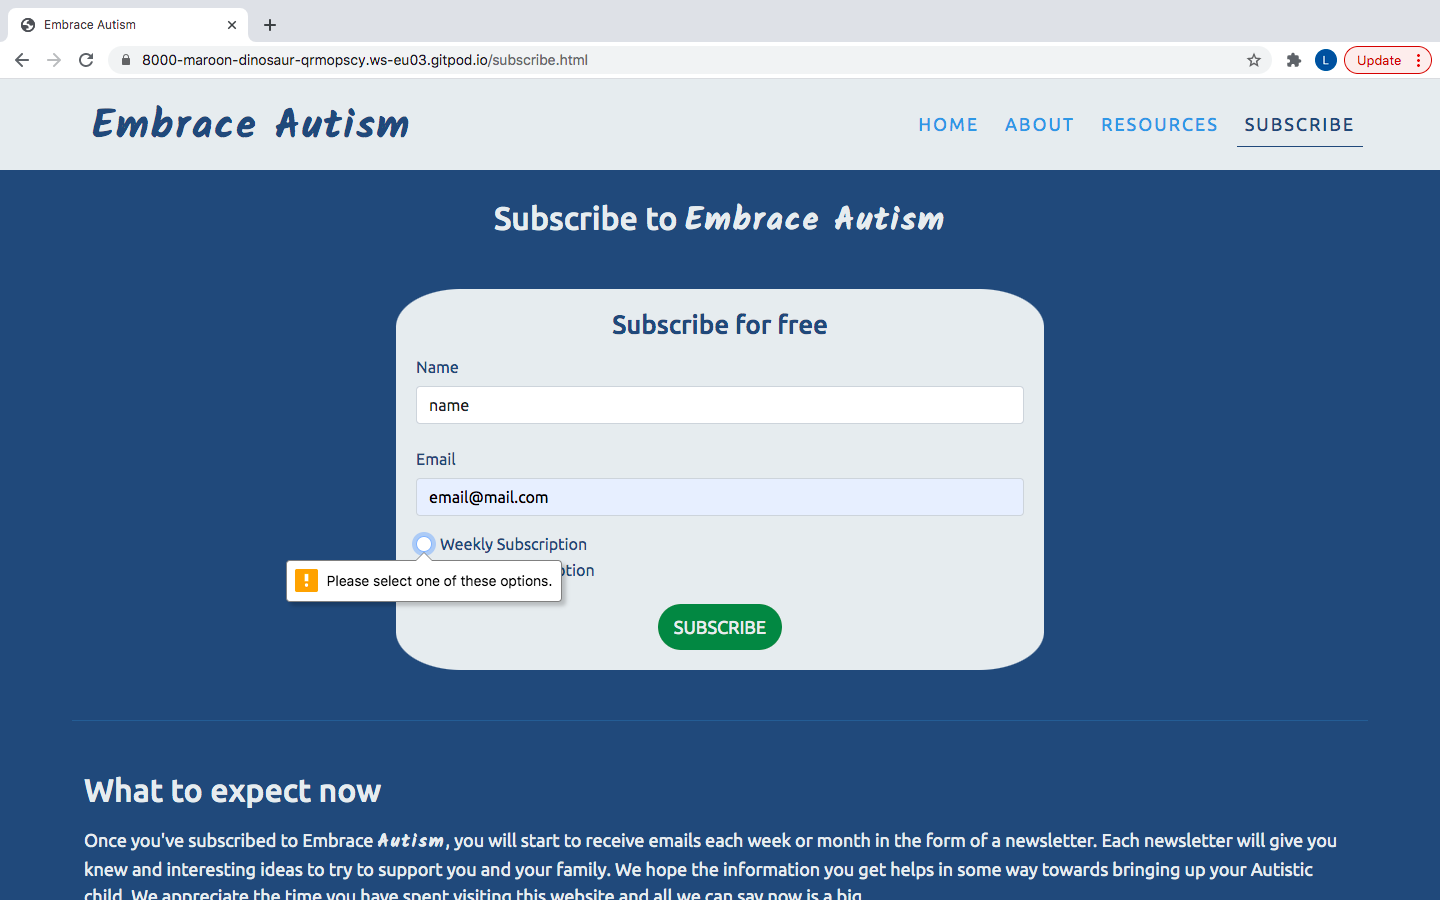 Embrace Autism
8000-maroon-dinosaur-qrmopscy.ws-eu03.gitpod.io/subscribe.html
L
Update
Embrace Autism
HOME ABOUT RESOURCES SUBSCRIBE
Subscribe to Embrace Autism
Subscribe for free
Name
name
Email
email@mail.com
Weekly Subscription
Please select one of these options.
SUBSCRIBE
What to expect now
Once you've subscribed to Embrace Autism, you will start to receive emails each week or month in the form of a newsletter. Each newsletter will give you
knew and interesting ideas to try to support you and your family. We hope the information you get helps in some way towards bringing up your Autistic
child. We appreciate the time you have spent visiting this website and all we can say now is a big